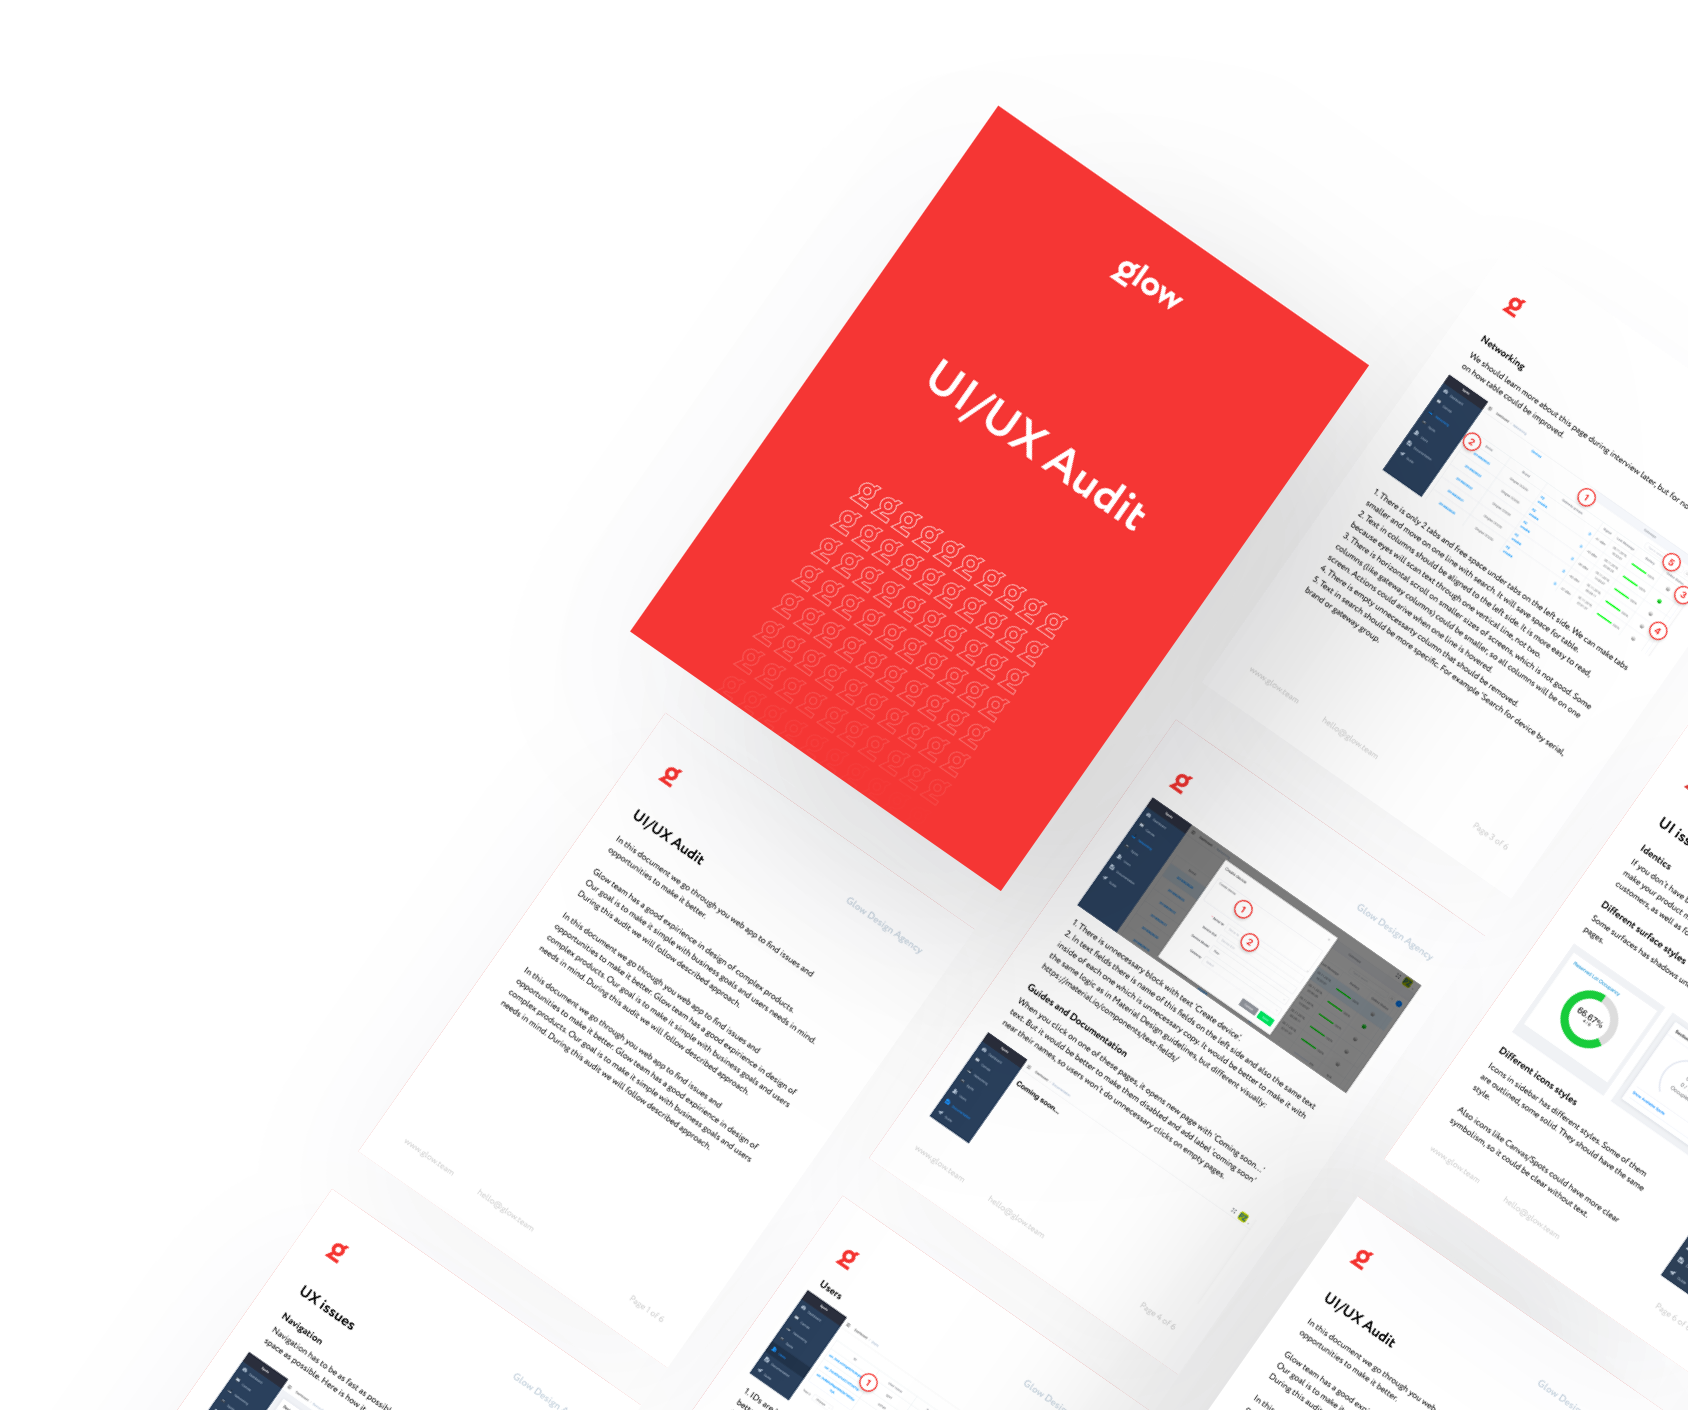 glow
UI/UX Audit
g
Networking
We should learn more about this page during interview later, but for no
on how table could be improved.
2
1
5
3
4
1. There is only 2 tabs and free space under tabs on the left side. We can make tabs
smaller and move on one line with search. It will save space for table.
2. Text in columns should be aligned to the left side. It is more easy to read,
because eyes will scan text through one vertical line, not two.
3. There is horizontal scroll on smaller sizes of screens, which is not good. Some
columns (like gateway columns) could be smaller, so all columns will be on one
screen. Actions could arive when one line is hovered.
4. There is empty unnecessarty column that should be removed.
5. Text in search should be more specific. For example 'Search for device by serial,
brand or gateway group.
www.glow.team
hello@glow.team
Page 3 of 6
g
Glow Design Agency
UI/UX Audit
In this document we go through you web app to find issues and
opportunities to make it better.
Glow team has a good expirience in design of complex products.
Our goal is to make it simple with business goals and users needs in mind.
During this audit we will follow described approach.
In this document we go through you web app to find issues and
opportunities to make it better. Glow team has a good expirience in design of
complex products. Our goal is to make it simple with business goals and users
needs in mind. During this audit we will follow described approach.
In this document we go through you web app to find issues and
opportunities to make it better. Glow team has a good expirience in design of
complex products. Our goal is to make it simple with business goals and users
needs in mind. During this audit we will follow described approach.
www.glow.team
hello@glow.team
Page 1 of 6
g
Glow Design Agency
Create device
1
2
1. There is unnecessary block with text 'Create device'.
2. In text fields there is name of this fields on the left side and also the same text
inside of each one which is unnecessary copy. It would be better to make it with
the same logic as in Material Design guidelines, but different visually:
https://material.io/components/text-fields/
Guides and Documentation
When you click on one of these pages, it opens new page with 'Coming soon...'
text. But it would be better to make them disabled and add label 'coming soon'
near their names, so users won't do unnecessary clicks on empty pages.
Coming soon...
www.glow.team
hello@glow.team
Page 4 of 6
UI iss
Identics
If you don't have b
make your product m
customers, as well as fo
Different surface styles
Some surfaces has shadows un
pages.
Reserved Lot Occupancy
66,67%
Different icons styles
Icons in sidebar has different styles. Some of them
are outlined, some solid. They should have the same
style.
Also icons like Canvas/Spots could have more clear
symbolism, so it could be clear without text.
www.glow.team
hello@glow.team
Page 6 of 6
g
Glow Design A
UX issues
Navigation
Navigation has to be as fast as possibl
space as possible. Here is how it
g
Glow Design Ag
Users
1
1. IDs are
bett
g
Glow Desi
UI/UX Audit
In this document we go through you web
opportunities to make it better.
Glow team has a good expir
Our goal is to make it
During this au
In this